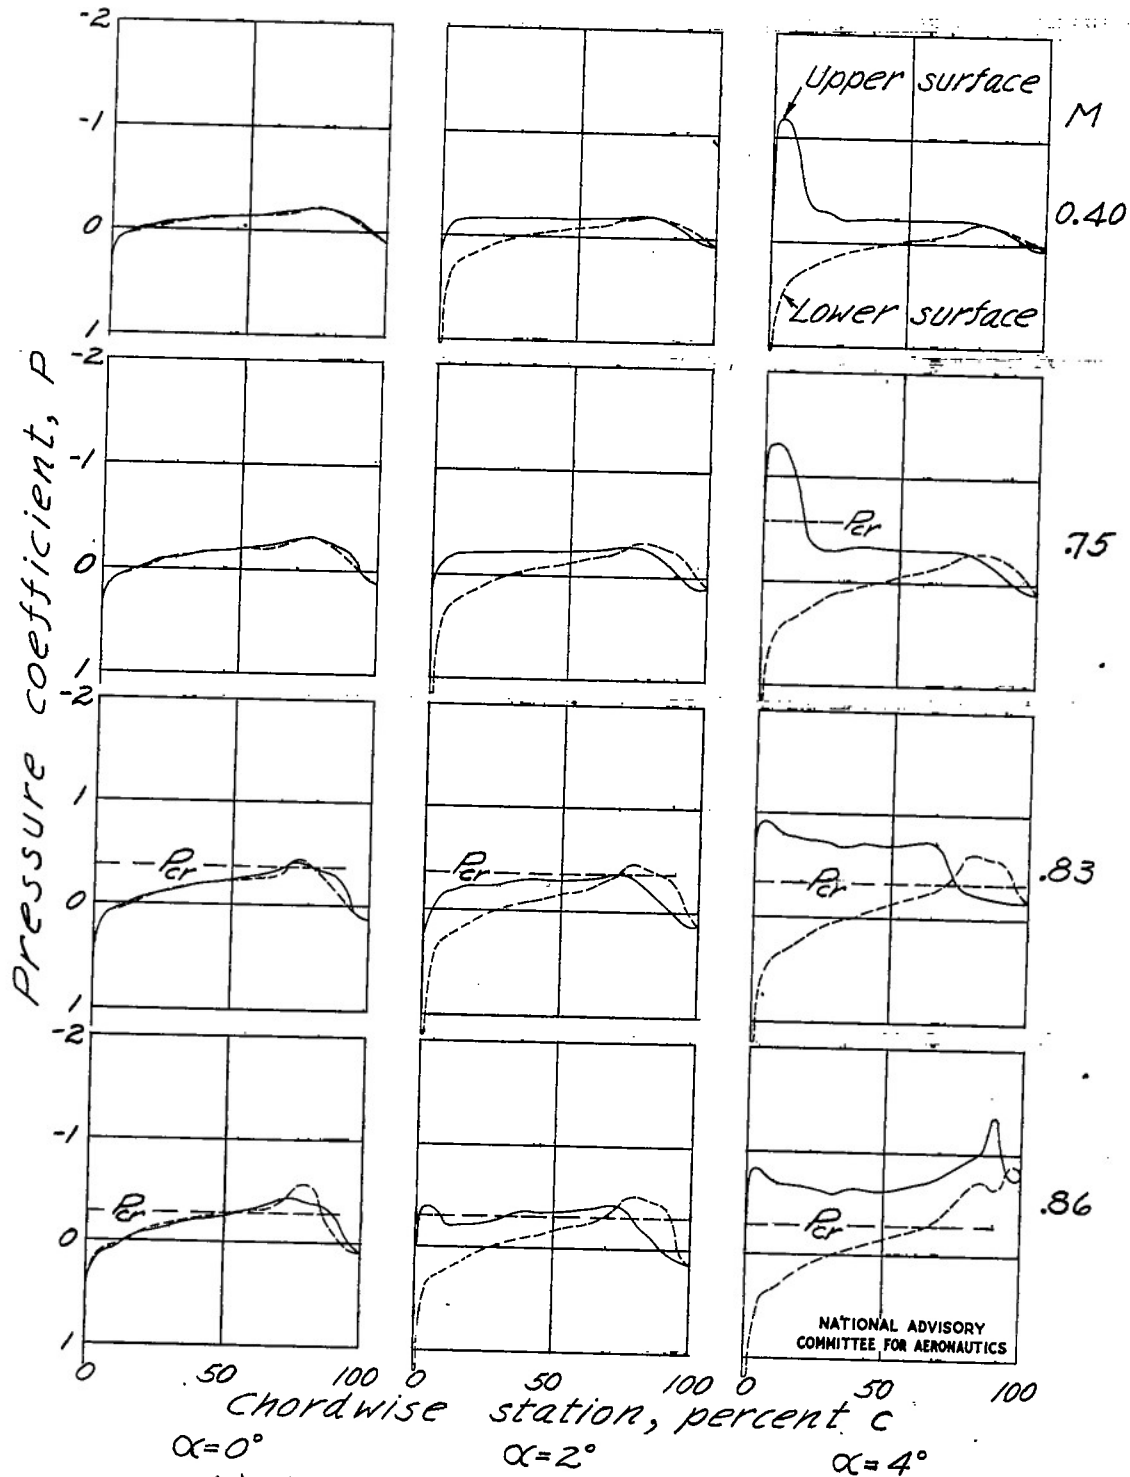 -2
-1
0
1
Upper surface
Lower surface
M
0.40
-2
-1
0
1
Pcr
.75
Pressure coefficient, P
-2
1
0
1
Pcr
Pcr
Pcr
.83
-2
-1
0
1
Pcr
Pcr
.86
NATIONAL ADVISORY
COMMITTEE FOR AERONAUTICS
0 50 100 0 50 100 0 50 100
Chordwise station, percent c
α=0° α=2° α=4°